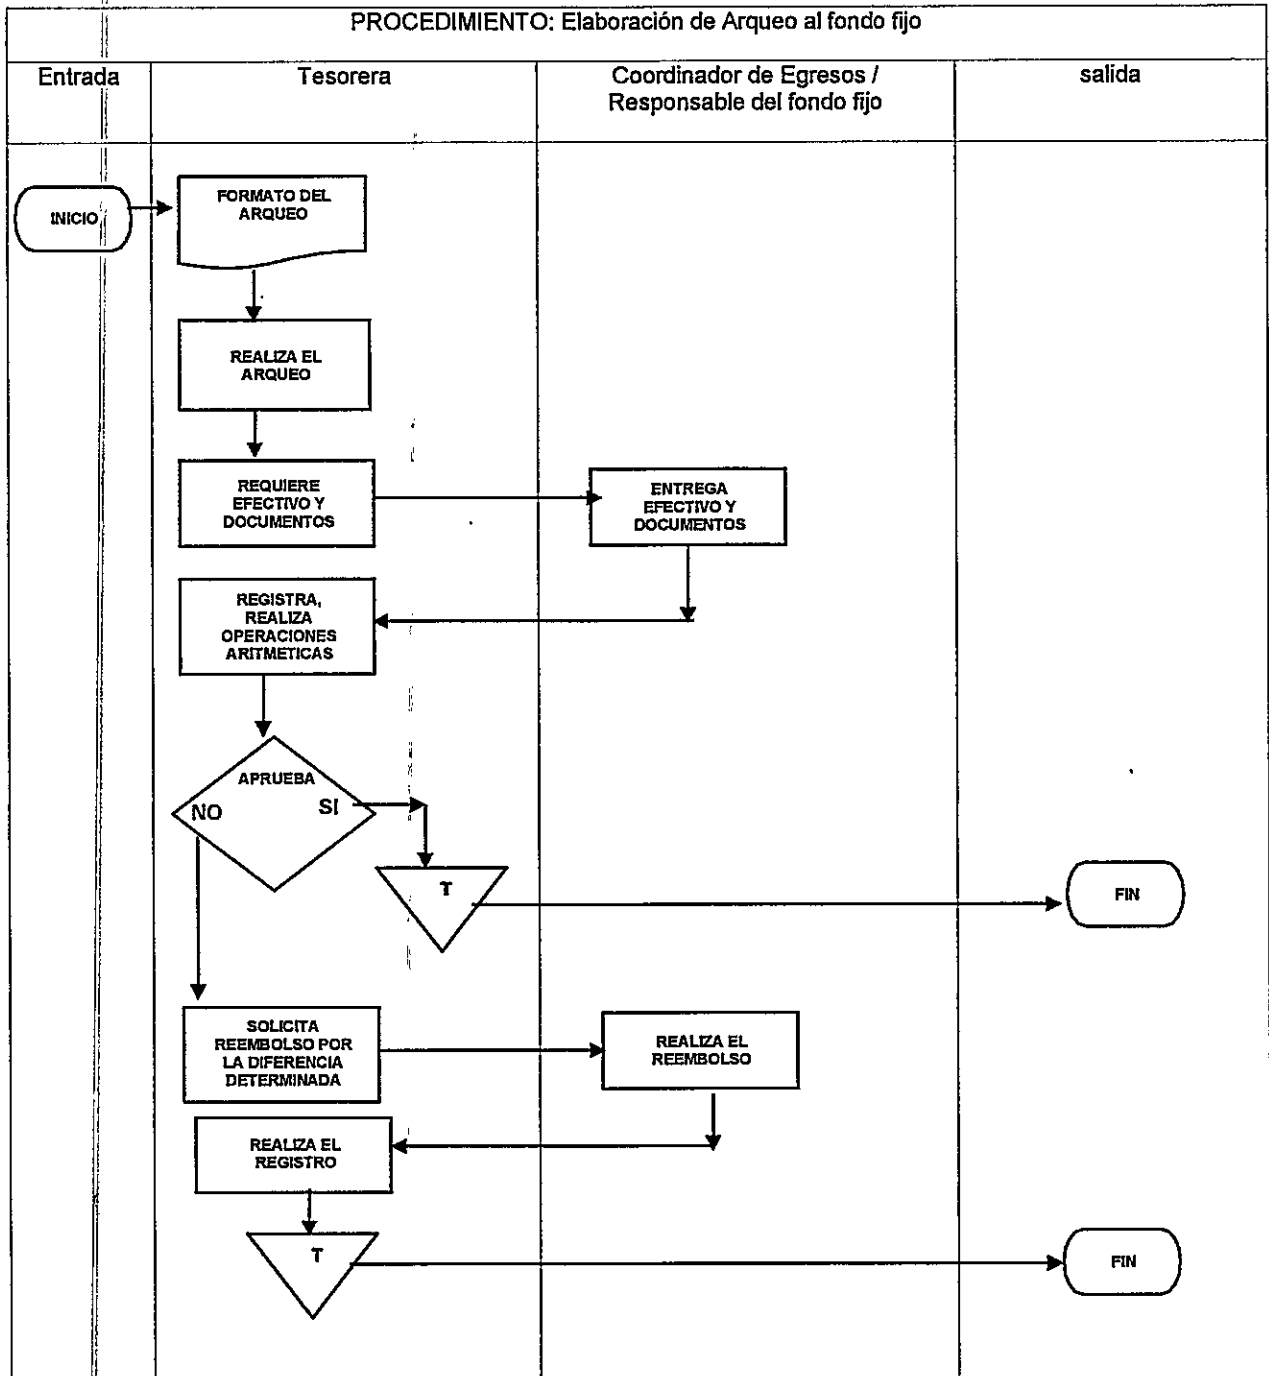 PROCEDIMIENTO: Elaboración de Arqueo al fondo fijo
Entrada
Tesorera
Coordinador de Egresos /
Responsable del fondo fijo
salida
INICIO
FORMATO DEL
ARQUEO
REALIZA EL
ARQUEO
REQUIERE
EFECTIVO Y
DOCUMENTOS
ENTREGA
EFECTIVO Y
DOCUMENTOS
REGISTRA,
REALIZA
OPERACIONES
ARITMETICAS
APRUEBA
NO
SI
T
FIN
SOLICITA
REEMBOLSO POR
LA DIFERENCIA
DETERMINADA
REALIZA EL
REEMBOLSO
REALIZA EL
REGISTRO
T
FIN